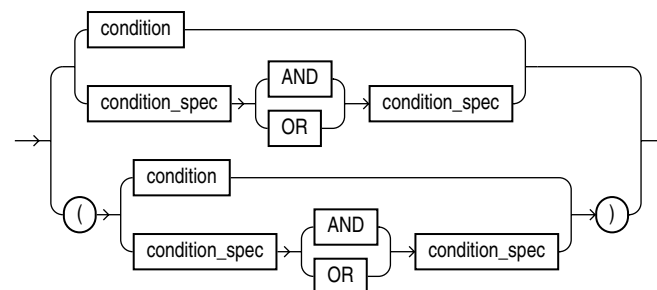 condition
AND
condition_spec
condition_spec
OR
condition
( )
AND
condition_spec
condition_spec
OR